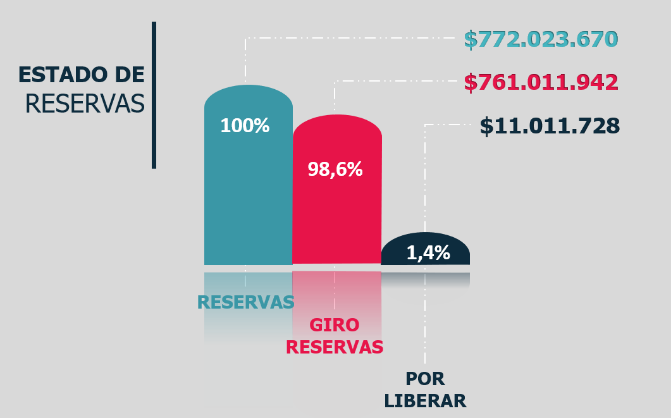 ESTADO DE
RESERVAS
$772.023.670
$761.011.942
$11.011.728
100%
98,6%
1,4%
RESERVAS
GIRO
RESERVAS
POR
LIBERAR